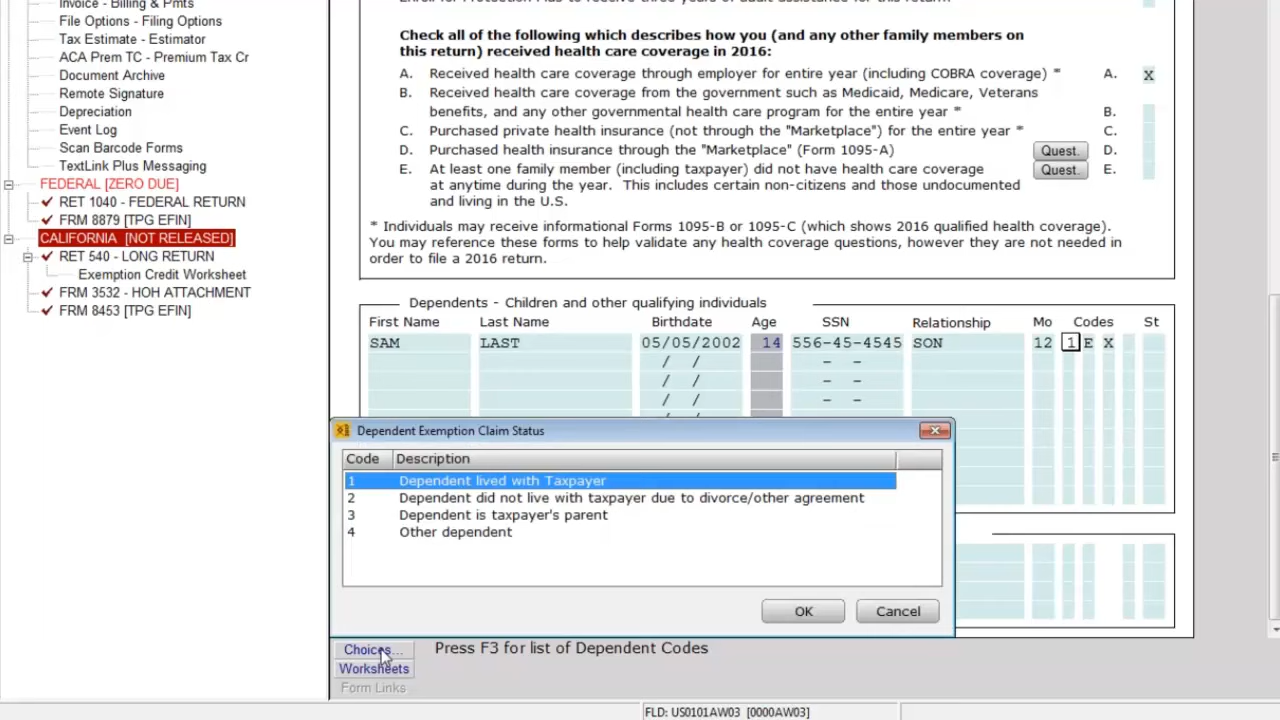 Invoice - Billing & Pmts
File Options - Filing Options
Tax Estimate - Estimator
ACA Prem TC - Premium Tax Cr
Document Archive
Remote Signature
Depreciation
Event Log
Scan Barcode Forms
TextLink Plus Messaging
FEDERAL [ZERO DUE]
RET 1040 - FEDERAL RETURN
FRM 8879 [TPG EFIN]
CALIFORNIA [NOT RELEASED]
RET 540 - LONG RETURN
Exemption Credit Worksheet
FRM 3532 - HOH ATTACHMENT
FRM 8453 [TPG EFIN]
Check all of the following which describes how you (and any other family members on
this return) received health care coverage in 2016:
A. Received health care coverage through employer for entire year (including COBRA coverage) * A. X
B. Received health care coverage from the government such as Medicaid, Medicare, Veterans
benefits, and any other governmental health care program for the entire year * B.
C. Purchased private health insurance (not through the "Marketplace") for the entire year * C.
D. Purchased health insurance through the "Marketplace" (Form 1095-A) Quest. D.
E. At least one family member (including taxpayer) did not have health care coverage Quest. E.
at anytime during the year. This includes certain non-citizens and those undocumented
and living in the U.S.
* Individuals may receive informational Forms 1095-B or 1095-C (which shows 2016 qualified health coverage).
You may reference these forms to help validate any health coverage questions, however they are not needed in
order to file a 2016 return.
Dependents - Children and other qualifying individuals
First Name Last Name Birthdate Age SSN Relationship Mo Codes St
SAM LAST 05/05/2002 14 556-45-4545 SON 12 1 E X
/ / - -
/ / - -
/ / - -
Dependent Exemption Claim Status
Code Description
1 Dependent lived with Taxpayer
2 Dependent did not live with taxpayer due to divorce/other agreement
3 Dependent is taxpayer's parent
4 Other dependent
OK Cancel
Choices... Press F3 for list of Dependent Codes
Worksheets
Form Links
FLD: US0101AW03 [0000AW03]